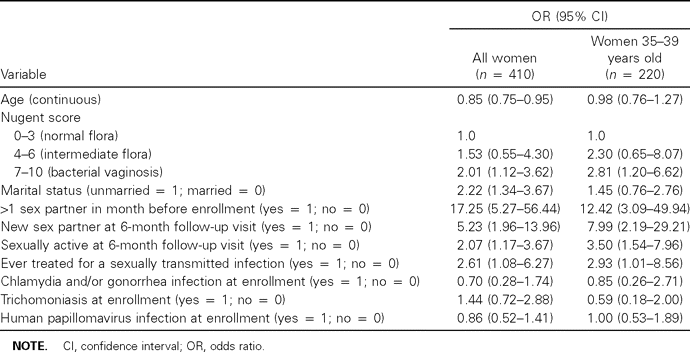 OR (95% CI)
Variable All women (n = 410) Women 35–39 years old (n = 220)
Age (continuous) 0.85 (0.75–0.95) 0.98 (0.76–1.27)
Nugent score
0–3 (normal flora) 1.0 1.0
4–6 (intermediate flora) 1.53 (0.55–4.30) 2.30 (0.65–8.07)
7–10 (bacterial vaginosis) 2.01 (1.12–3.62) 2.81 (1.20–6.62)
Marital status (unmarried = 1; married = 0) 2.22 (1.34–3.67) 1.45 (0.76–2.76)
>1 sex partner in month before enrollment (yes = 1; no = 0) 17.25 (5.27–56.44) 12.42 (3.09–49.94)
New sex partner at 6-month follow-up visit (yes = 1; no = 0) 5.23 (1.96–13.96) 7.99 (2.19–29.21)
Sexually active at 6-month follow-up visit (yes = 1; no = 0) 2.07 (1.17–3.67) 3.50 (1.54–7.96)
Ever treated for a sexually transmitted infection (yes = 1; no = 0) 2.61 (1.08–6.27) 2.93 (1.01–8.56)
Chlamydia and/or gonorrhea infection at enrollment (yes = 1; no = 0) 0.70 (0.28–1.74) 0.85 (0.26–2.71)
Trichomoniasis at enrollment (yes = 1; no = 0) 1.44 (0.72–2.88) 0.59 (0.18–2.00)
Human papillomavirus infection at enrollment (yes = 1; no = 0) 0.86 (0.52–1.41) 1.00 (0.53–1.89)
NOTE. CI, confidence interval; OR, odds ratio.